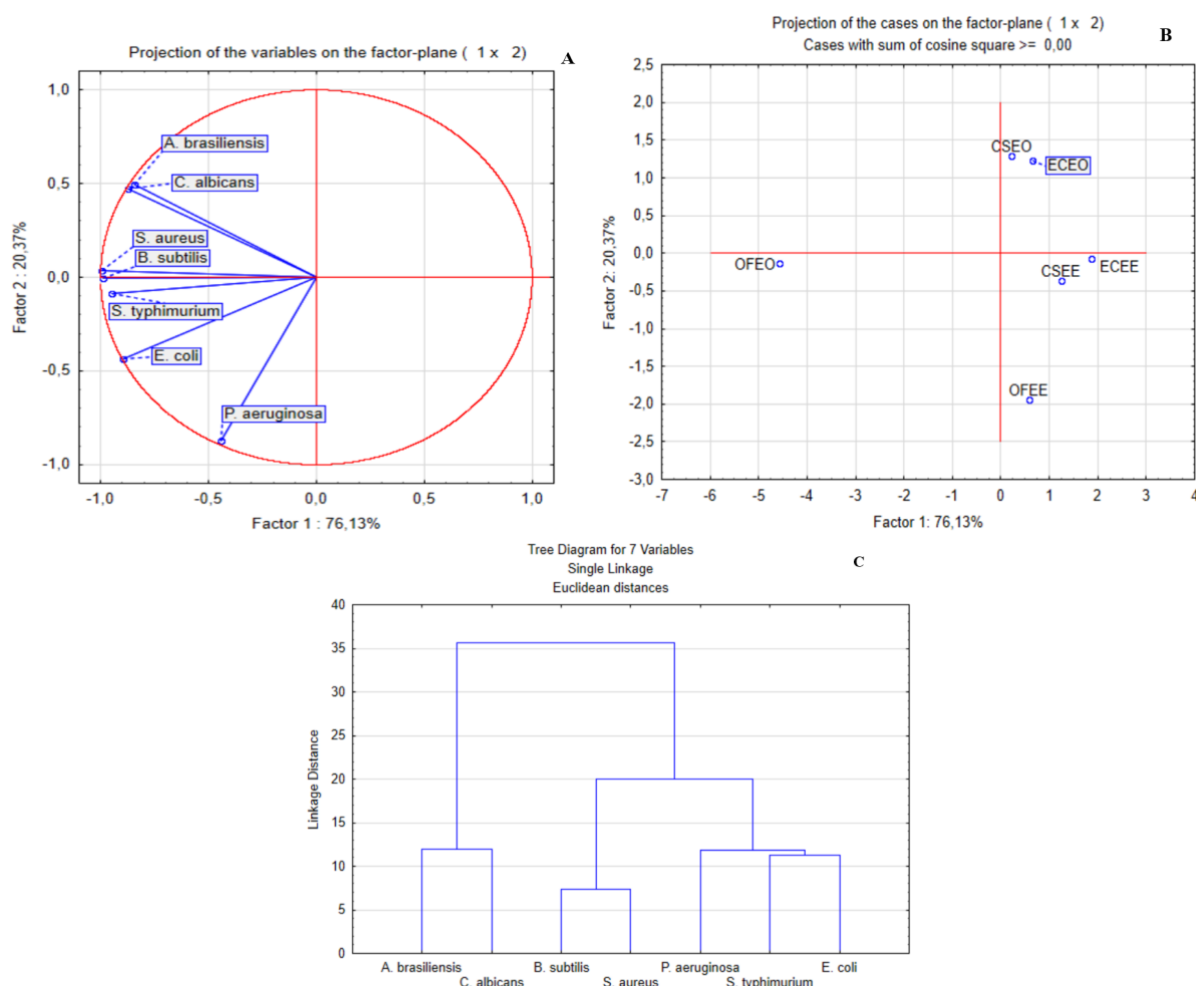 Projection of the variables on the factor-plane ( 1 x 2)
A
1,0
0,5
0,0
-0,5
-1,0
Factor 2 : 20,37%
A. brasiliensis
C. albicans
S. aureus
B. subtilis
S. typhimurium
E. coli
P. aeruginosa
-1,0 -0,5 0,0 0,5 1,0
Factor 1 : 76,13%
Projection of the cases on the factor-plane ( 1 x 2)
Cases with sum of cosine square >= 0,00
B
2,5
2,0
1,5
1,0
0,5
0,0
-0,5
-1,0
-1,5
-2,0
-2,5
-3,0
Factor 2: 20,37%
CSEO
ECEO
OFEO
CSEE
ECEE
OFEE
-7 -6 -5 -4 -3 -2 -1 0 1 2 3 4
Factor 1: 76,13%
Tree Diagram for 7 Variables
Single Linkage
Euclidean distances
C
40
35
30
25
20
15
10
5
0
Linkage Distance
A. brasiliensis B. subtilis P. aeruginosa E. coli
C. albicans S. aureus S. typhimurium